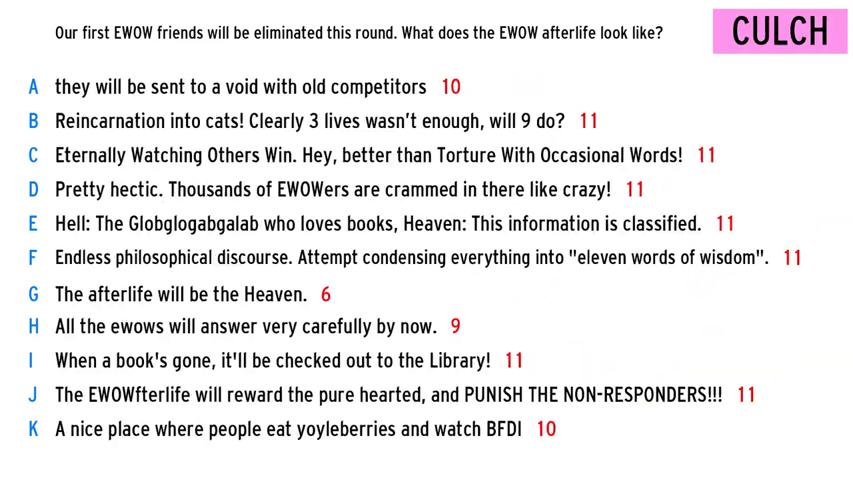 Our first EWOW friends will be eliminated this round. What does the EWOW afterlife look like?
CULCH
A they will be sent to a void with old competitors 10
B Reincarnation into cats! Clearly 3 lives wasn't enough, will 9 do? 11
C Eternally Watching Others Win. Hey, better than Torture With Occasional Words! 11
D Pretty hectic. Thousands of EWOWers are crammed in there like crazy! 11
E Hell: The Globglogabgalab who loves books, Heaven: This information is classified. 11
F Endless philosophical discourse. Attempt condensing everything into "eleven words of wisdom". 11
G The afterlife will be the Heaven. 6
H All the ewows will answer very carefully by now. 9
I When a book's gone, it'll be checked out to the Library! 11
J The EWOWfterlife will reward the pure hearted, and PUNISH THE NON-RESPONDERS!!! 11
K A nice place where people eat yoyleberries and watch BFDI 10